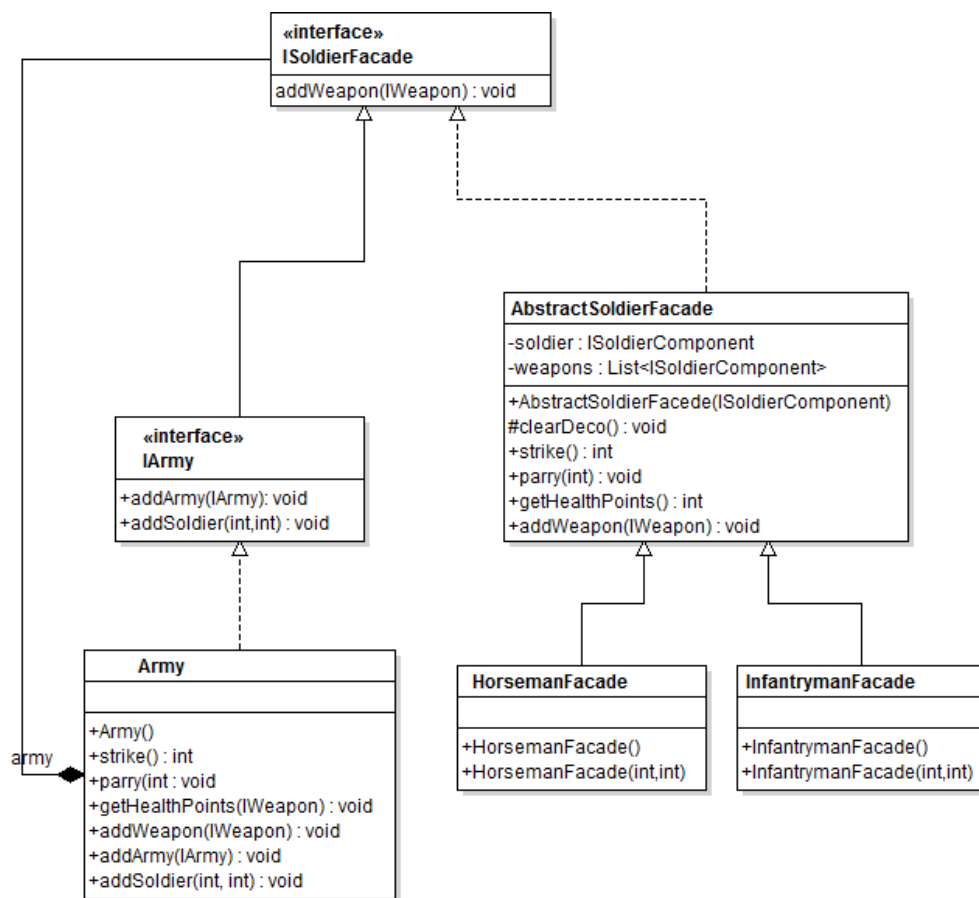 «interface»
ISoldierFacade
addWeapon(IWeapon) : void
AbstractSoldierFacade
-soldier : ISoldierComponent
-weapons : List<ISoldierComponent>
+AbstractSoldierFacede(ISoldierComponent)
#clearDeco() : void
+strike() : int
+parry(int) : void
+getHealthPoints() : int
+addWeapon(IWeapon) : void
«interface»
IArmy
+addArmy(IArmy): void
+addSoldier(int,int) : void
Army
+Army()
+strike() : int
+parry(int : void
+getHealthPoints(IWeapon) : void
+addWeapon(IWeapon) : void
+addArmy(IArmy) : void
+addSoldier(int, int) : void
army
HorsemanFacade
+HorsemanFacade()
+HorsemanFacade(int,int)
InfantrymanFacade
+InfantrymanFacade()
+InfantrymanFacade(int,int)